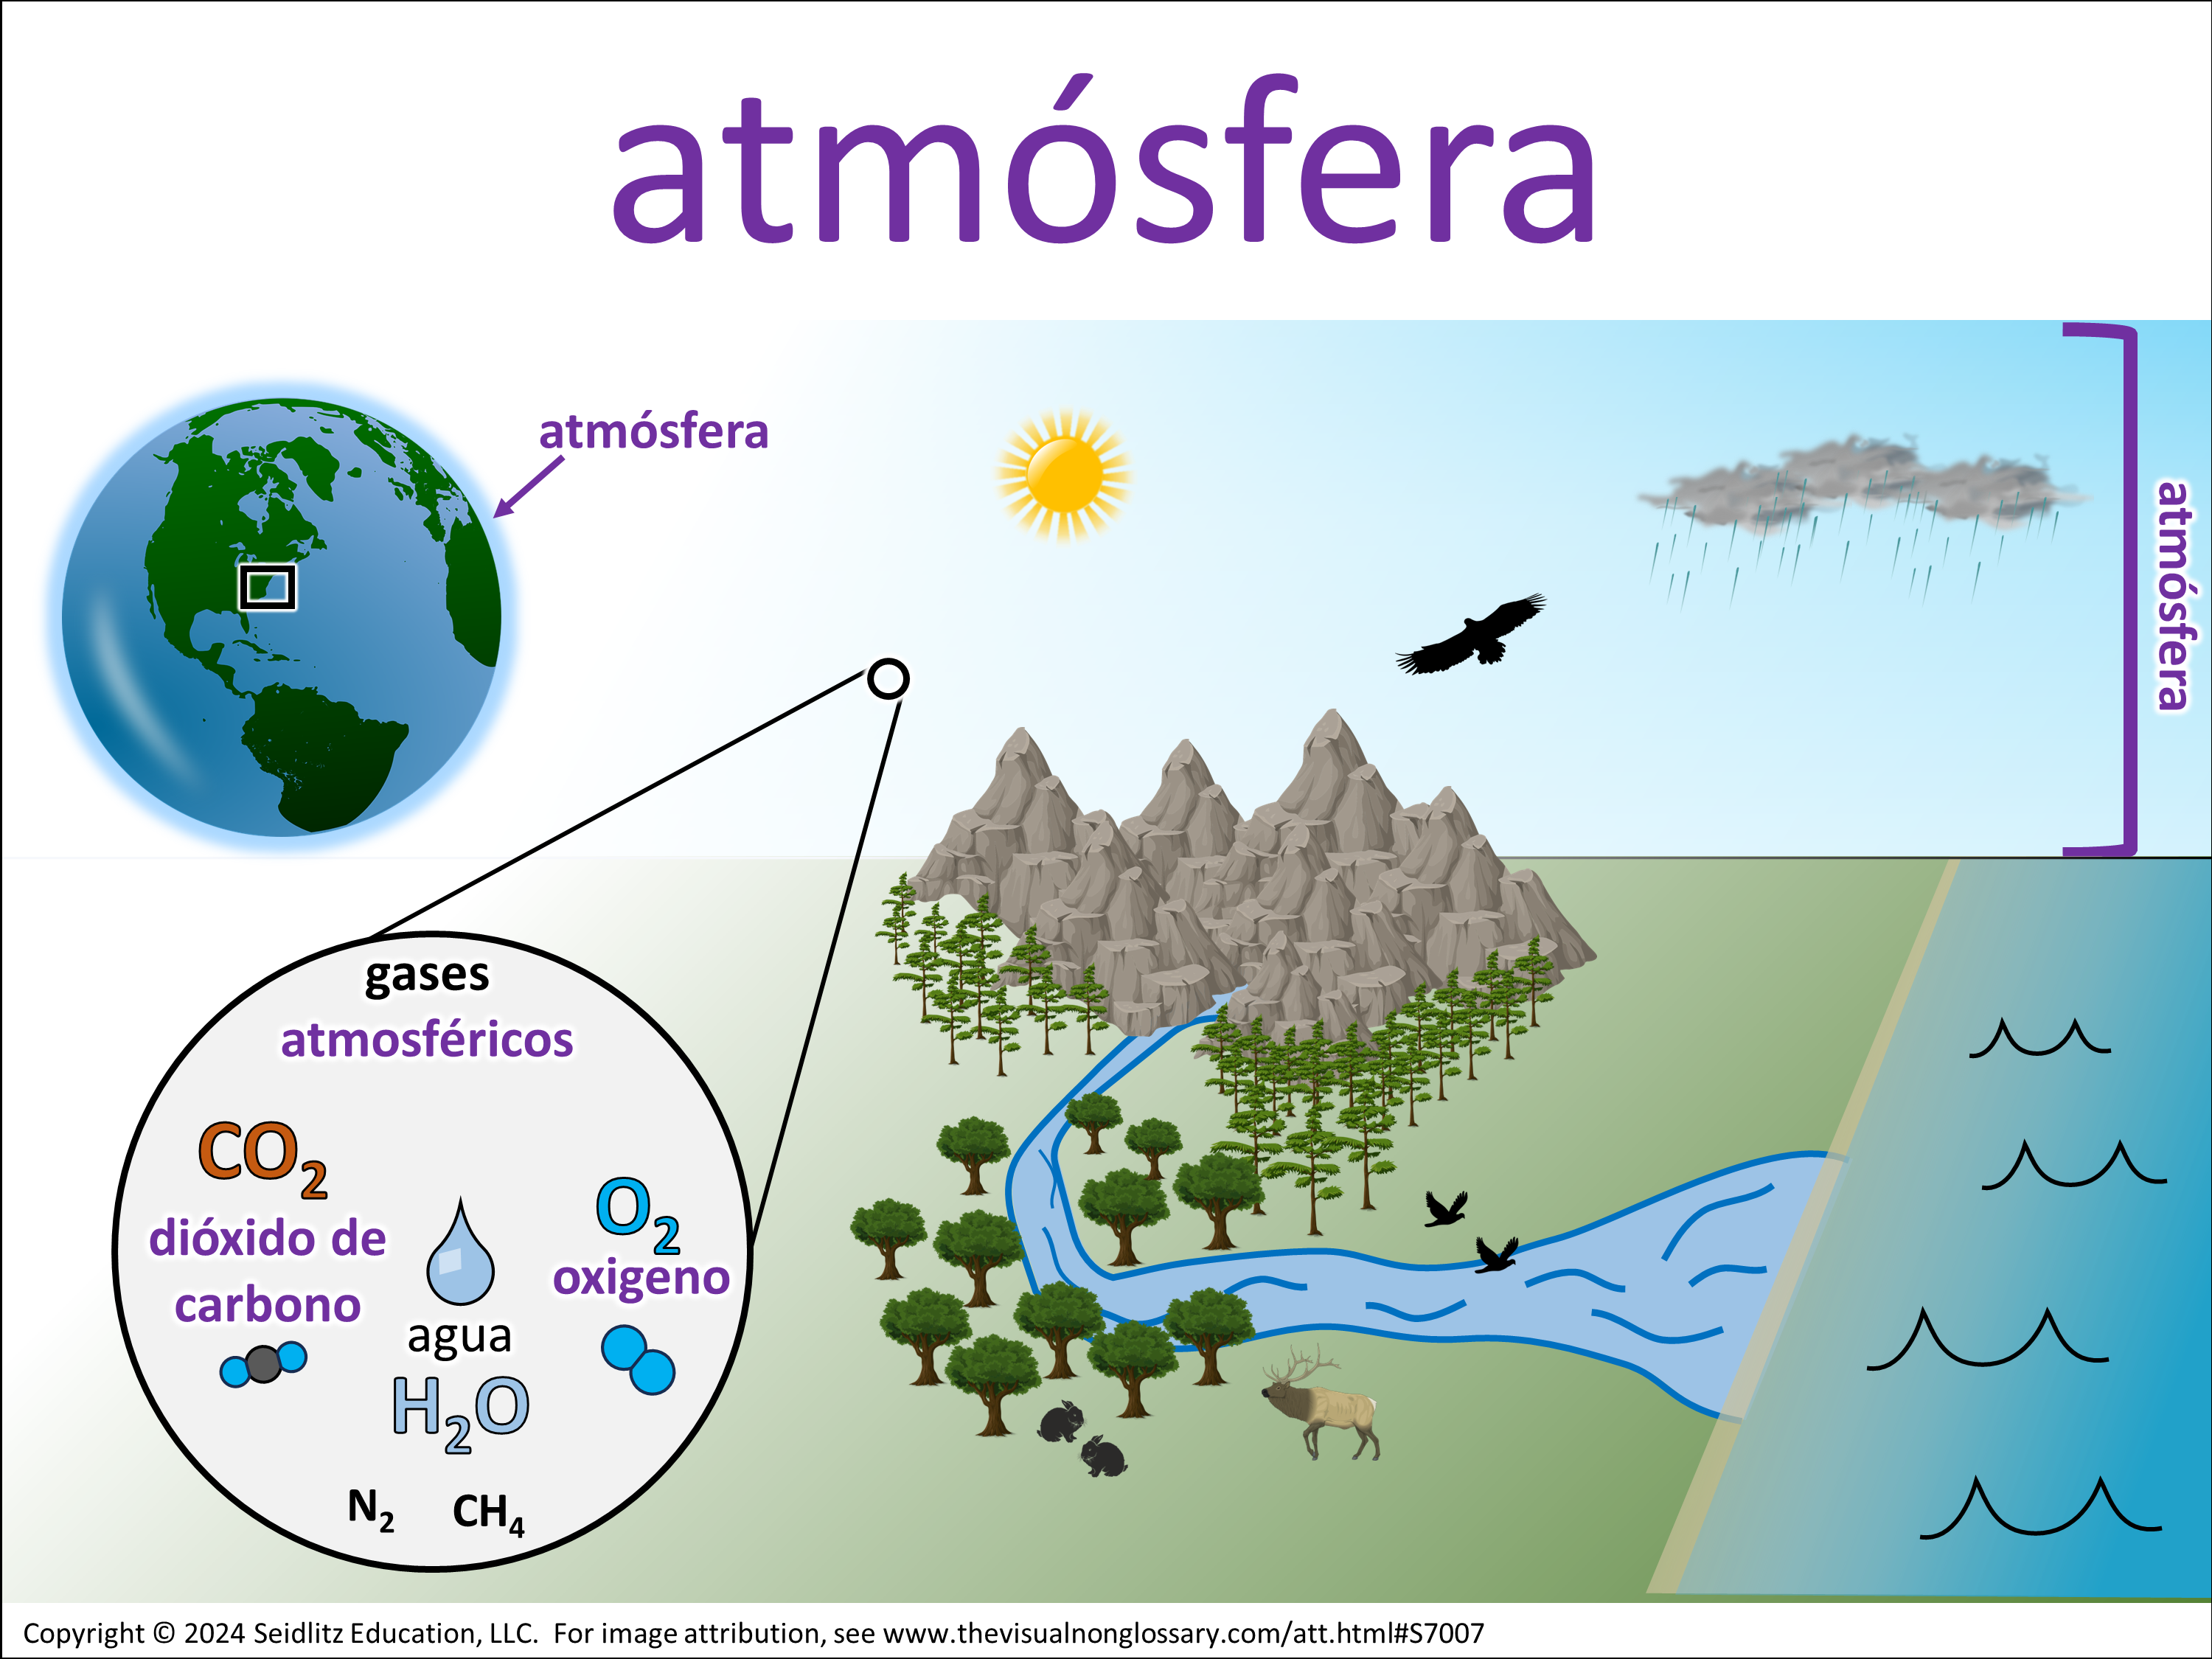 atmósfera
atmósfera
atmósfera
gases
atmosféricos
CO₂
dióxido de
carbono
agua
H₂O
O₂
oxigeno
N₂
CH₄
Copyright © 2024 Seidlitz Education, LLC.  For image attribution, see www.thevisualnonglossary.com/att.html#S7007